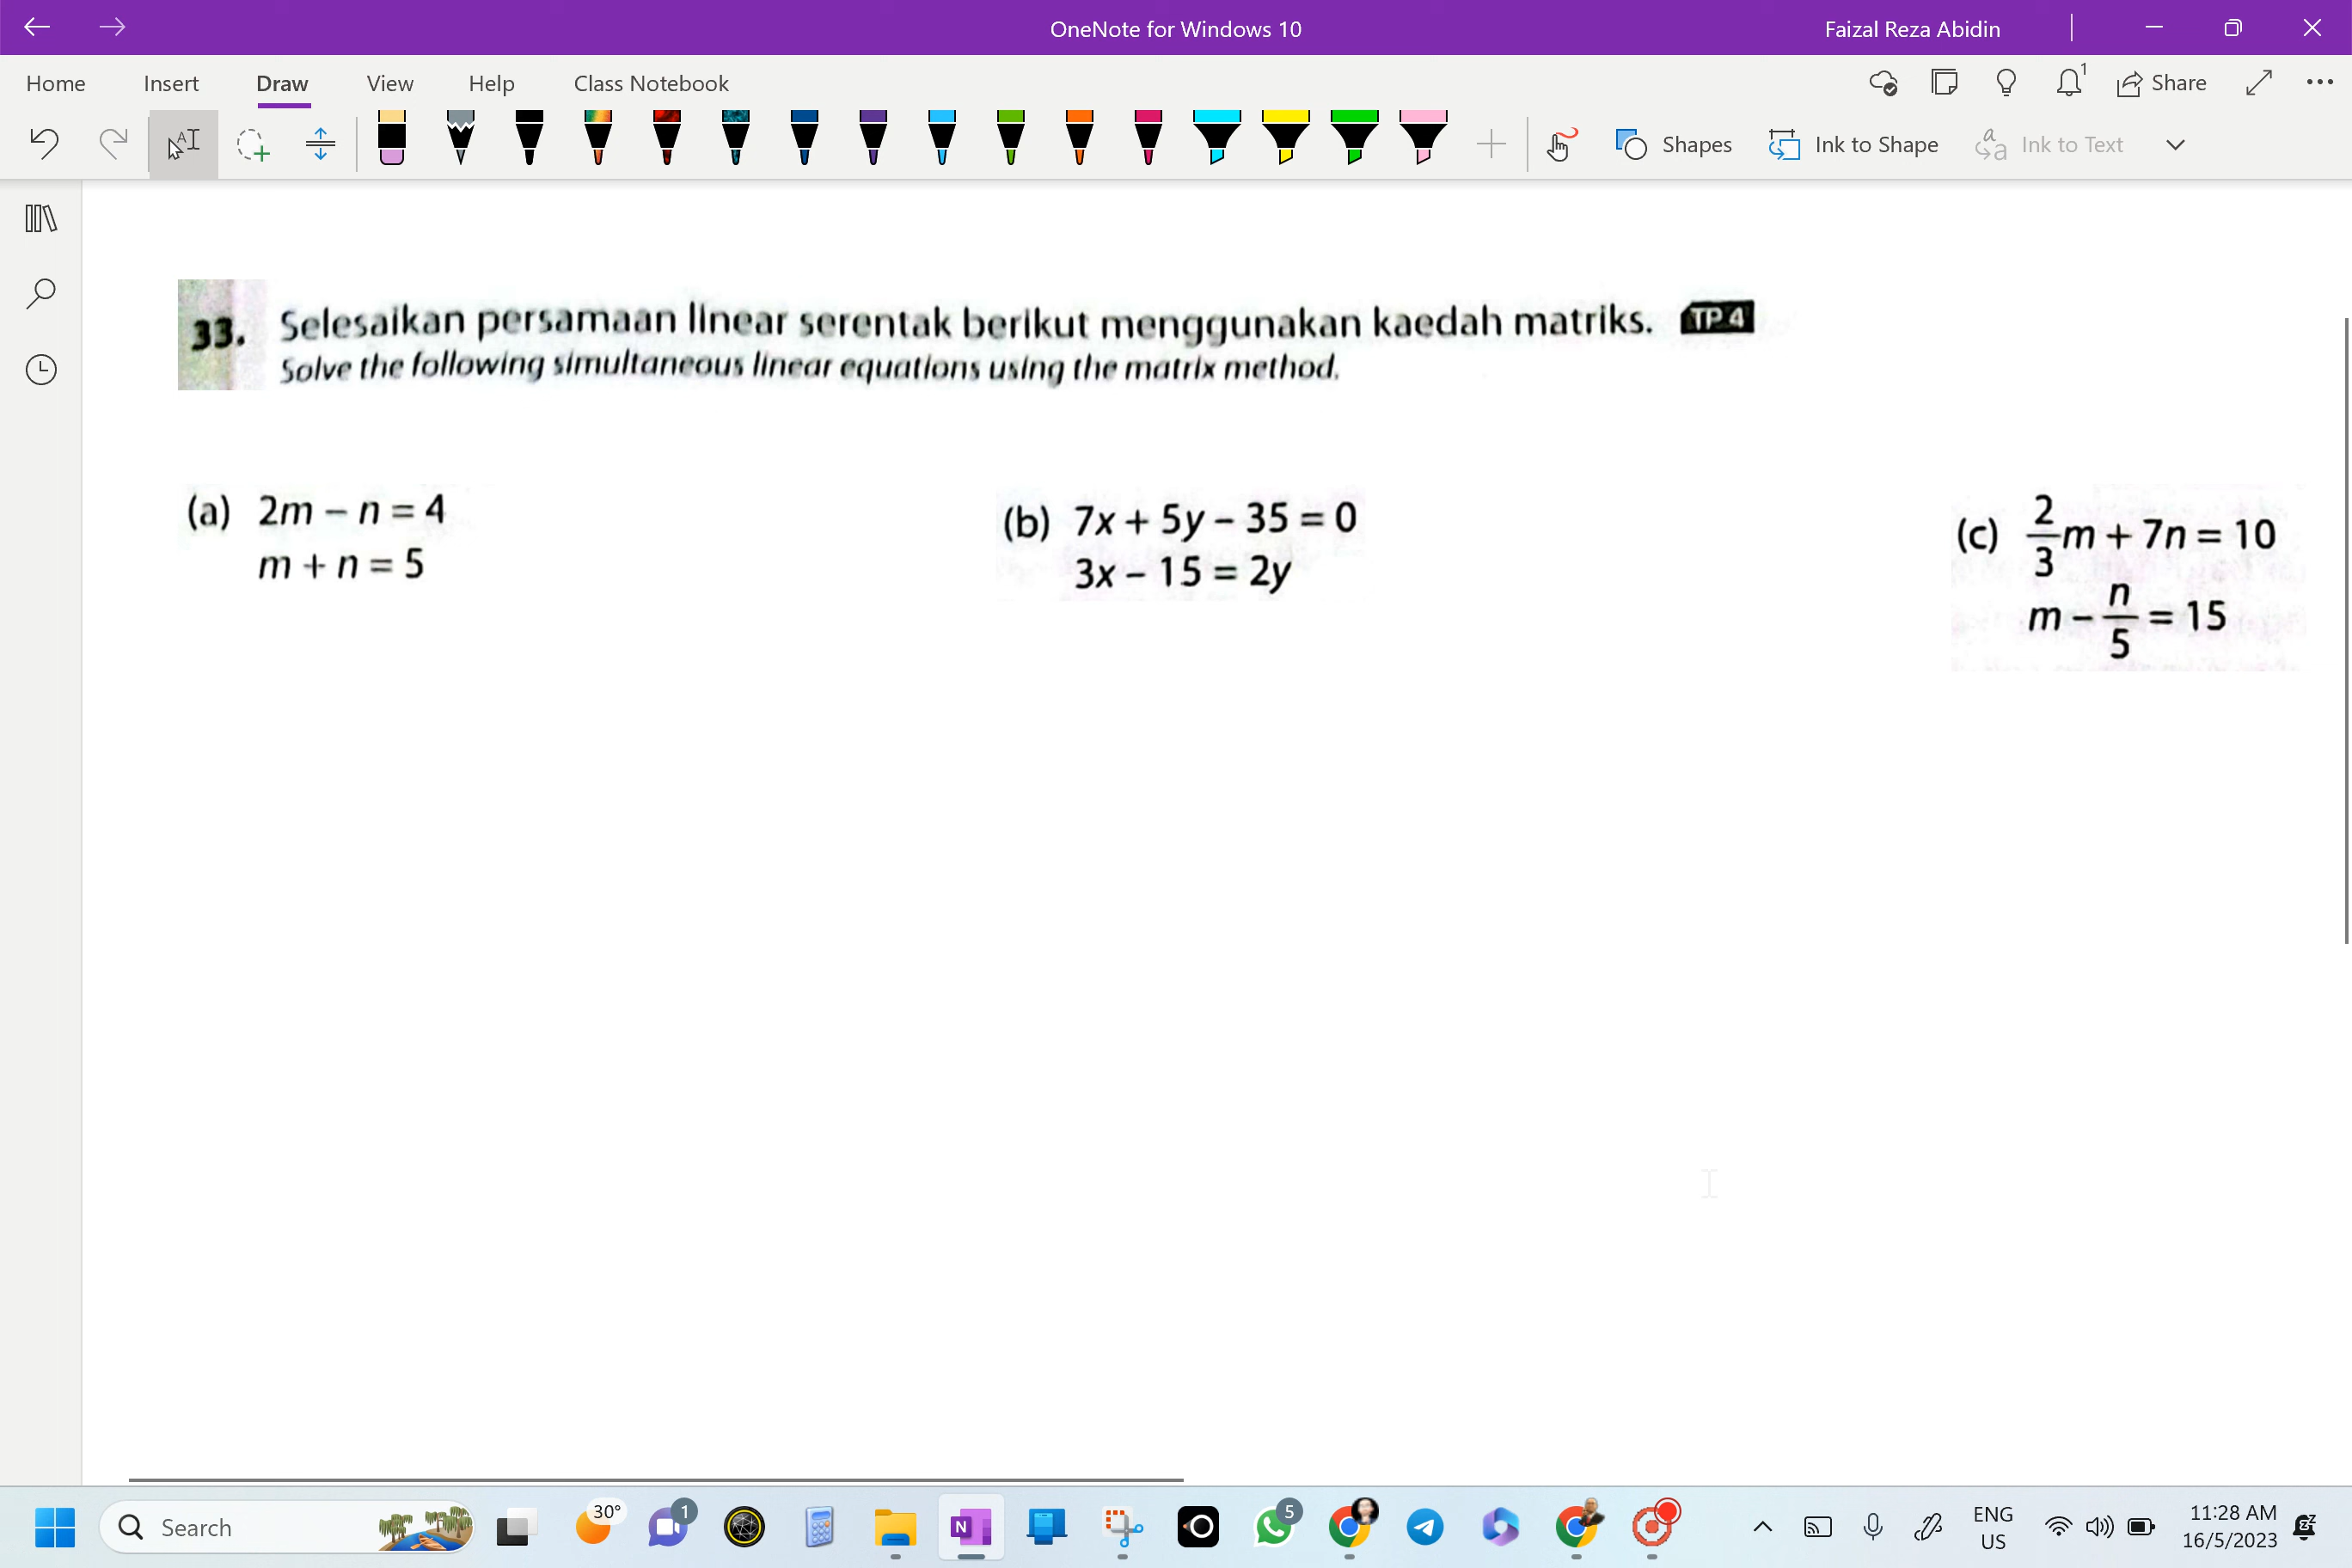 OneNote for Windows 10
Faizal Reza Abidin
Home Insert Draw View Help Class Notebook
1
Share
Shapes Ink to Shape Ink to Text
33. Selesaikan persamaan linear serentak berikut menggunakan kaedah matriks. TP 4
Solve the following simultaneous linear equations using the matrix method.
(a) 2m – n = 4
m + n = 5
(b) 7x + 5y – 35 = 0
3x – 15 = 2y
(c) 2/3 m + 7n = 10
m – n/5 = 15
Search
30°
1
5
ENG
US
11:28 AM
16/5/2023